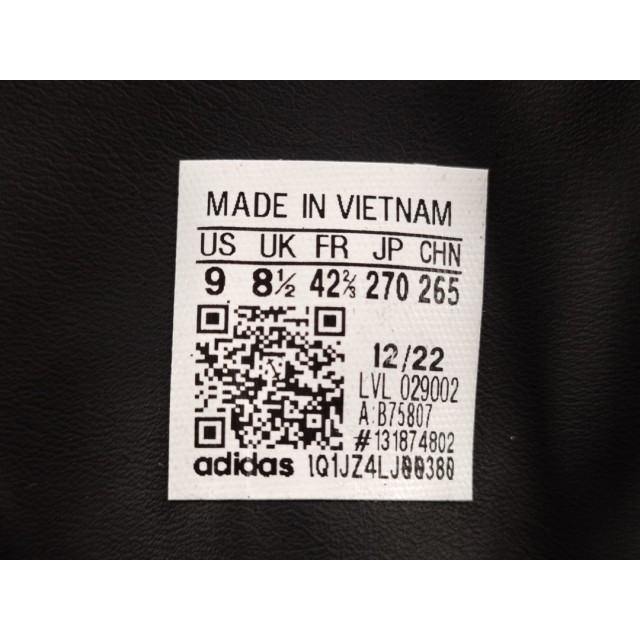 MADE IN VIETNAM
US UK FR JP CHN
9 8½ 42⅔ 270 265
12/22
LVL 029002
A:B75807
#131874802
adidas